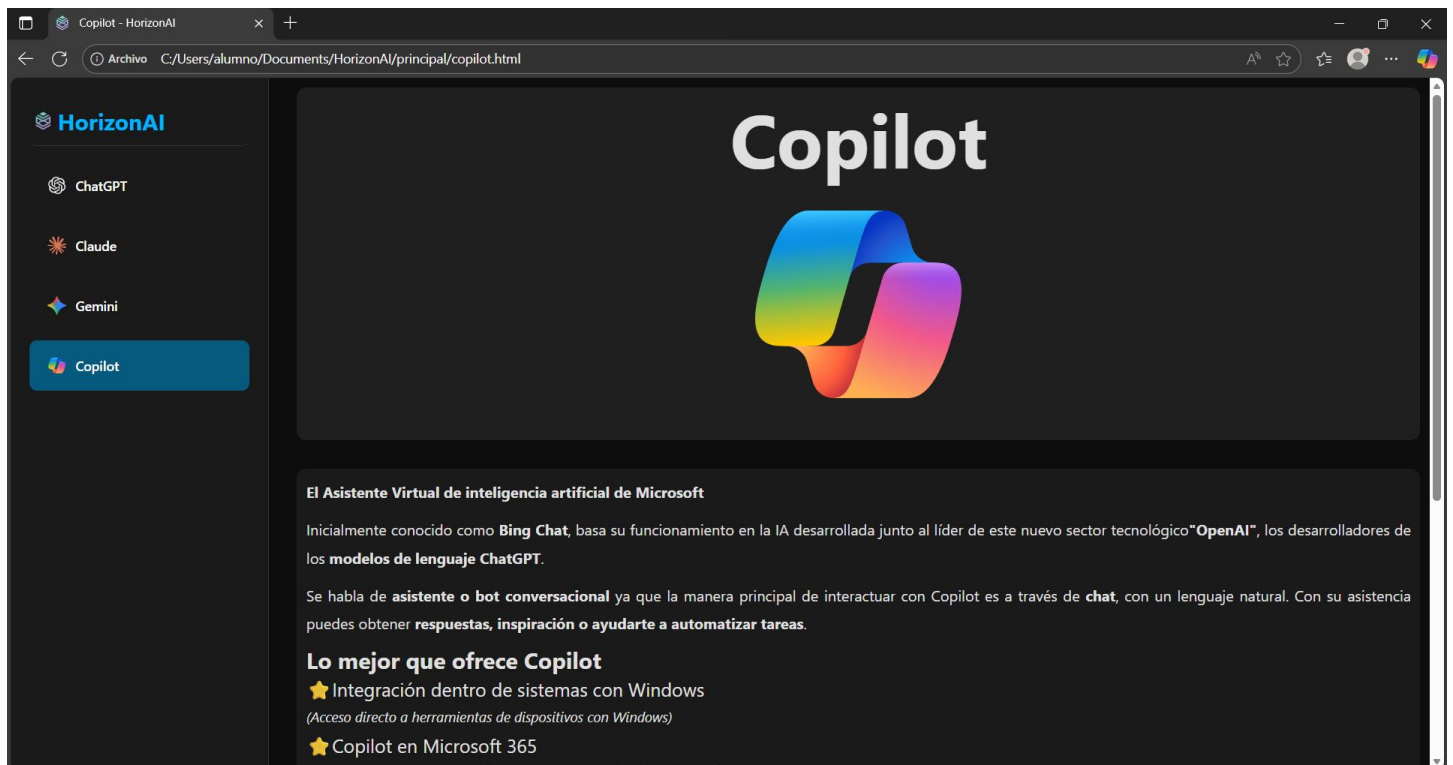 Copilot - HorizonAI
Archivo C:/Users/alumno/Documents/HorizonAI/principal/copilot.html
HorizonAI
ChatGPT
Claude
Gemini
Copilot
Copilot
El Asistente Virtual de inteligencia artificial de Microsoft
Inicialmente conocido como Bing Chat, basa su funcionamiento en la IA desarrollada junto al líder de este nuevo sector tecnológico"OpenAI", los desarrolladores de
los modelos de lenguaje ChatGPT.
Se habla de asistente o bot conversacional ya que la manera principal de interactuar con Copilot es a través de chat, con un lenguaje natural. Con su asistencia
puedes obtener respuestas, inspiración o ayudarte a automatizar tareas.
Lo mejor que ofrece Copilot
⭐Integración dentro de sistemas con Windows
(Acceso directo a herramientas de dispositivos con Windows)
⭐Copilot en Microsoft 365